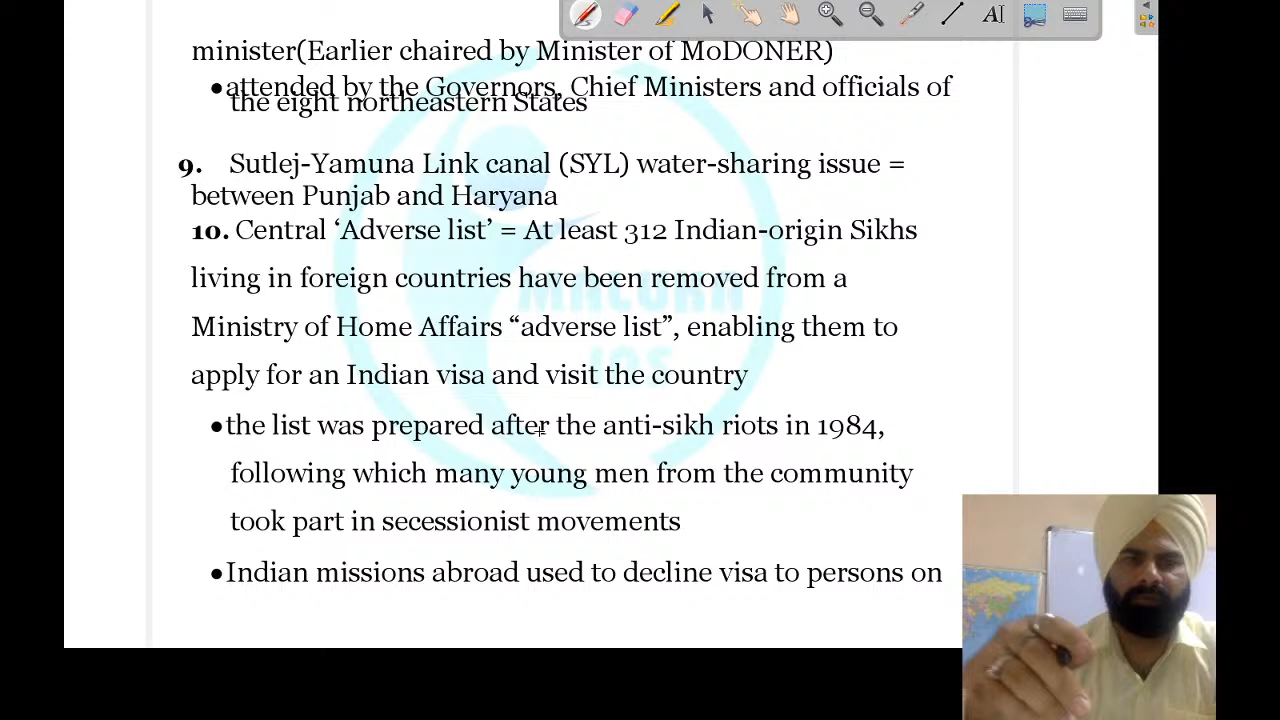 minister(Earlier chaired by Minister of MoDONER)
•attended by the Governors, Chief Ministers and officials of
the eight northeastern States
9. Sutlej-Yamuna Link canal (SYL) water-sharing issue =
between Punjab and Haryana
10. Central ‘Adverse list’ = At least 312 Indian-origin Sikhs
living in foreign countries have been removed from a
Ministry of Home Affairs “adverse list”, enabling them to
apply for an Indian visa and visit the country
•the list was prepared after the anti-sikh riots in 1984,
following which many young men from the community
took part in secessionist movements
•Indian missions abroad used to decline visa to persons on